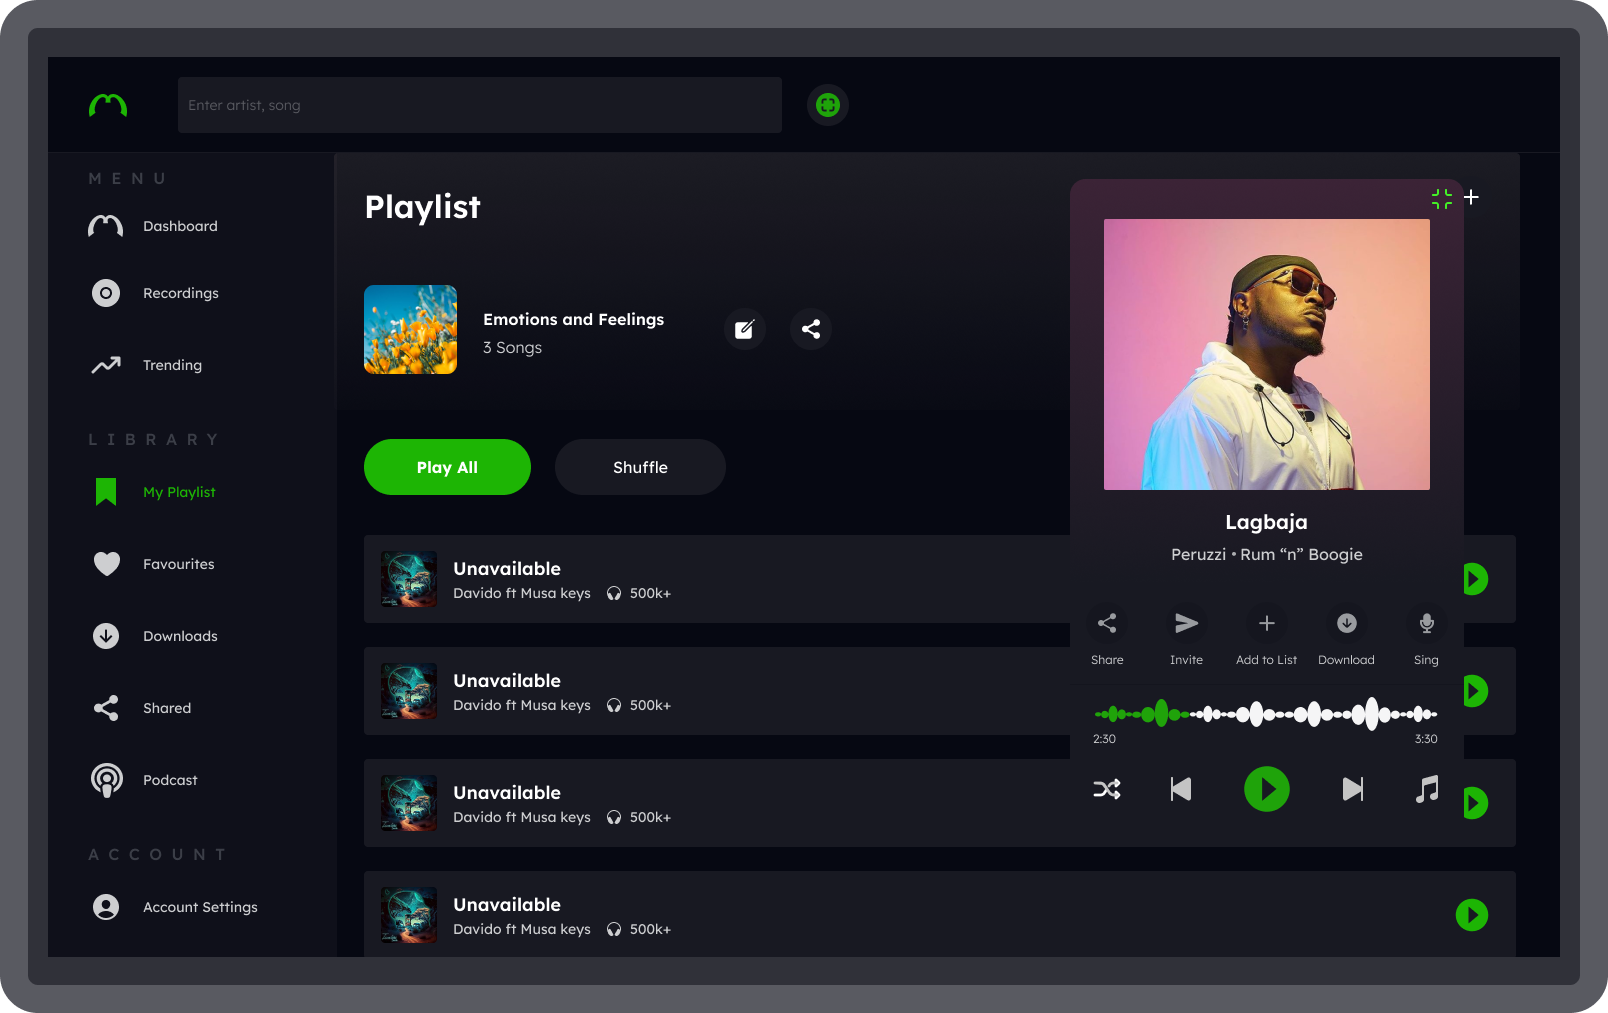 Enter artist, song
MENU
Dashboard
Recordings
Trending
LIBRARY
My Playlist
Favourites
Downloads
Shared
Podcast
ACCOUNT
Account Settings
Playlist
Emotions and Feelings
3 Songs
Play All
Shuffle
Unavailable
Davido ft Musa keys 500k+
Unavailable
Davido ft Musa keys 500k+
Unavailable
Davido ft Musa keys 500k+
Unavailable
Davido ft Musa keys 500k+
Lagbaja
Peruzzi • Rum “n” Boogie
Share Invite Add to List Download Sing
2:30 3:30